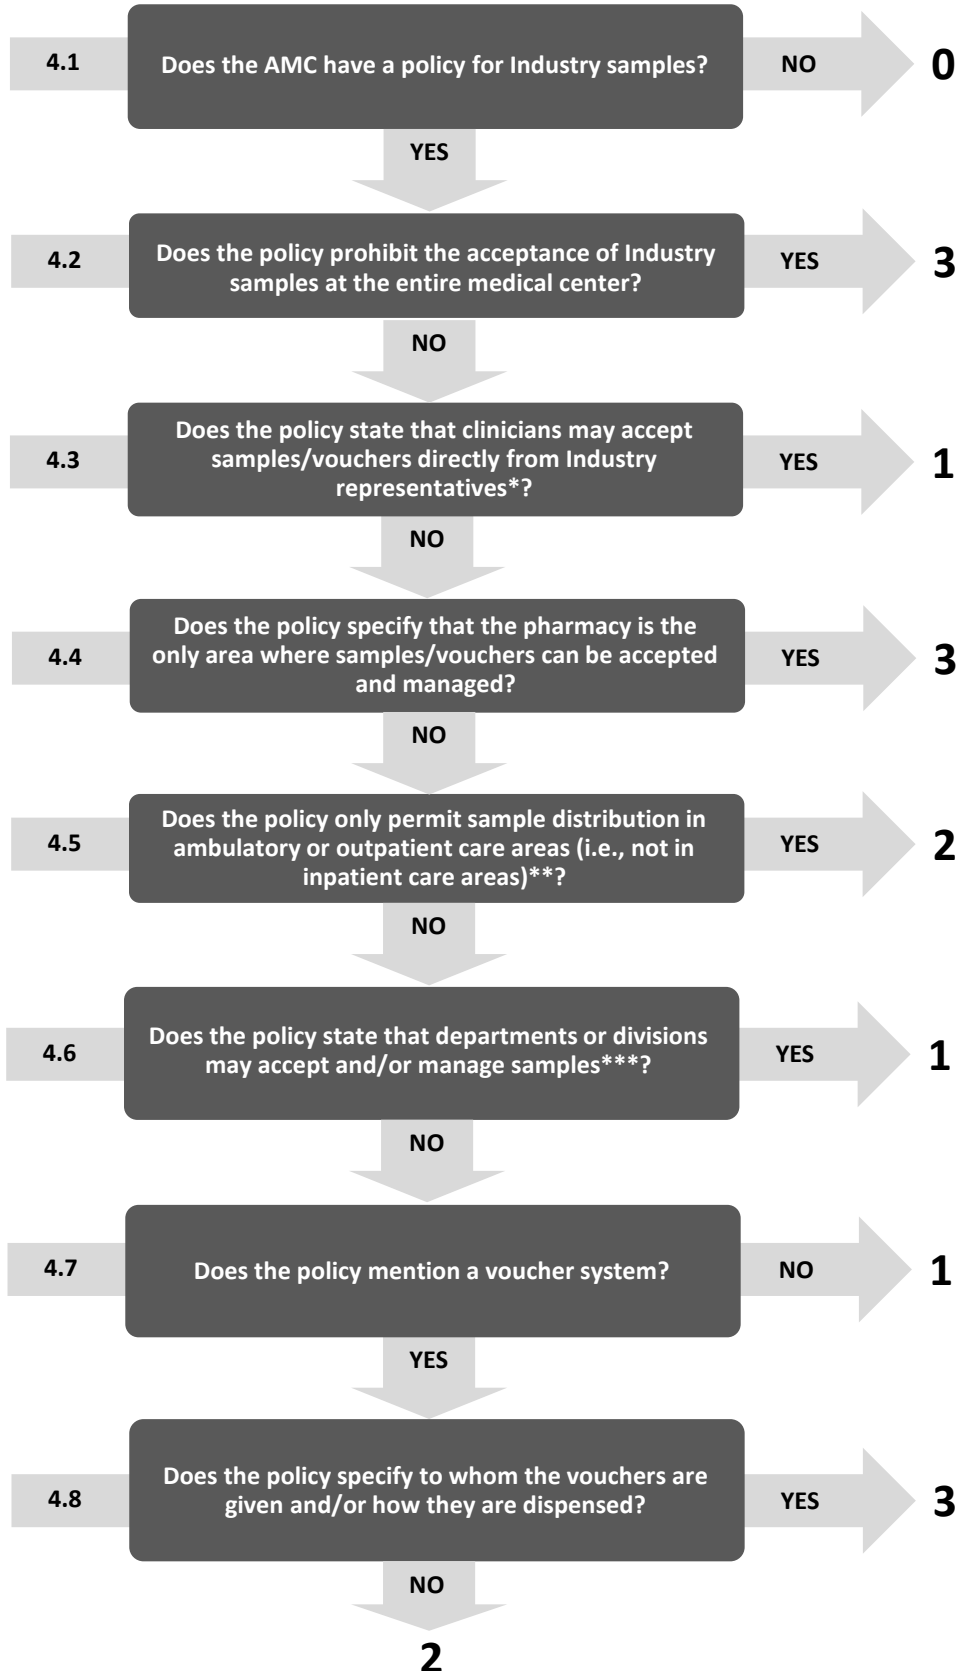 4.1
Does the AMC have a policy for Industry samples?
NO
0
YES
4.2
Does the policy prohibit the acceptance of Industry
samples at the entire medical center?
YES
3
NO
4.3
Does the policy state that clinicians may accept
samples/vouchers directly from Industry
representatives*?
YES
1
NO
4.4
Does the policy specify that the pharmacy is the
only area where samples/vouchers can be accepted
and managed?
YES
3
NO
4.5
Does the policy only permit sample distribution in
ambulatory or outpatient care areas (i.e., not in
inpatient care areas)**?
YES
2
NO
4.6
Does the policy state that departments or divisions
may accept and/or manage samples***?
YES
1
NO
4.7
Does the policy mention a voucher system?
NO
1
YES
4.8
Does the policy specify to whom the vouchers are
given and/or how they are dispensed?
YES
3
NO
2